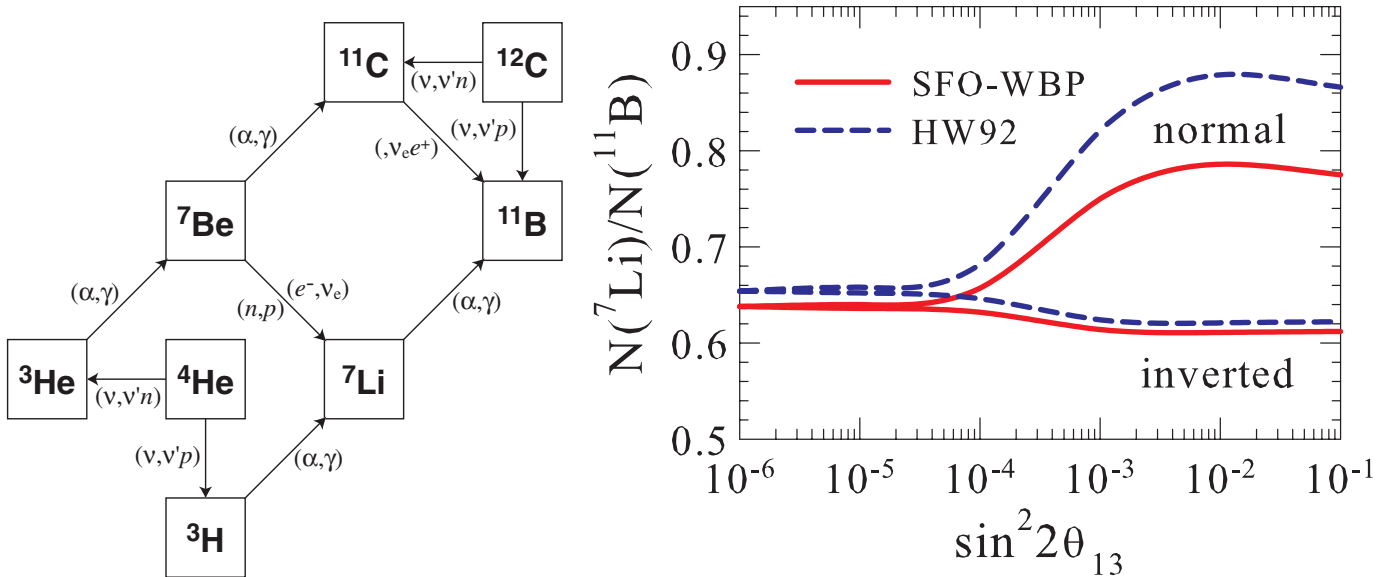 ¹¹C
¹²C
(ν,ν'n)
(α,γ)
(,νₑe⁺)
(ν,ν'p)
⁷Be
¹¹B
(α,γ)
(e⁻,νₑ)
(n,p)
(α,γ)
³He
⁴He
⁷Li
(ν,ν'n)
(ν,ν'p)
(α,γ)
³H
N(⁷Li)/N(¹¹B)
0.9
0.8
0.7
0.6
0.5
SFO-WBP
HW92
normal
inverted
10⁻⁶ 10⁻⁵ 10⁻⁴ 10⁻³ 10⁻² 10⁻¹
sin²2θ₁₃